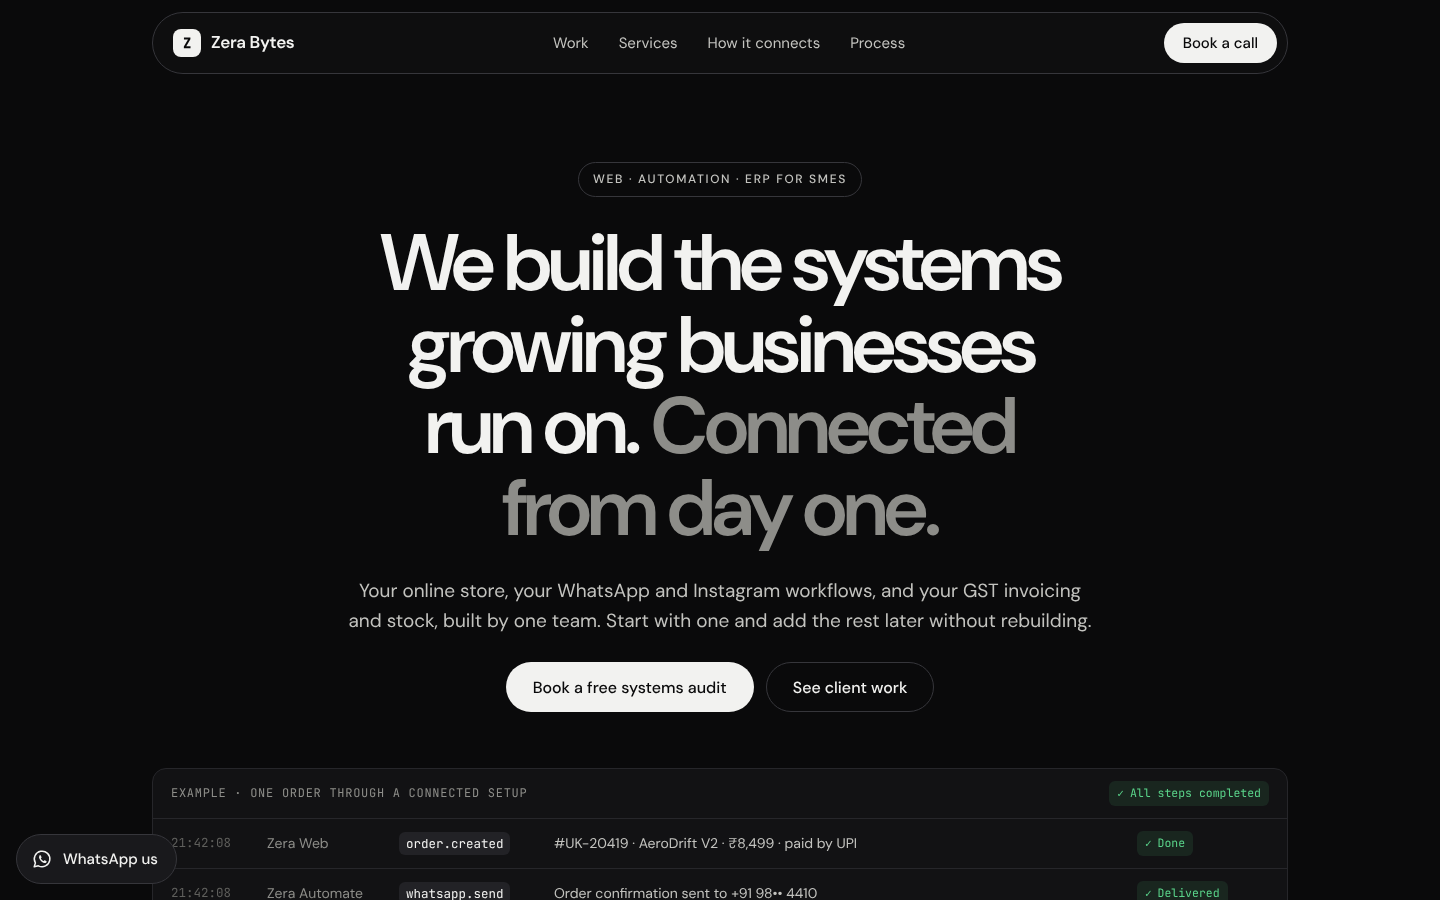 Z Zera Bytes
Work Services How it connects Process
Book a call
WEB · AUTOMATION · ERP FOR SMES
We build the systems
growing businesses
run on. Connected
from day one.
Your online store, your WhatsApp and Instagram workflows, and your GST invoicing
and stock, built by one team. Start with one and add the rest later without rebuilding.
Book a free systems audit
See client work
EXAMPLE · ONE ORDER THROUGH A CONNECTED SETUP
✓ All steps completed
21:42:08 Zera Web order.created #UK-20419 · AeroDrift V2 · ₹8,499 · paid by UPI ✓ Done
WhatsApp us
21:42:08 Zera Automate whatsapp.send Order confirmation sent to +91 98•• 4410 ✓ Delivered